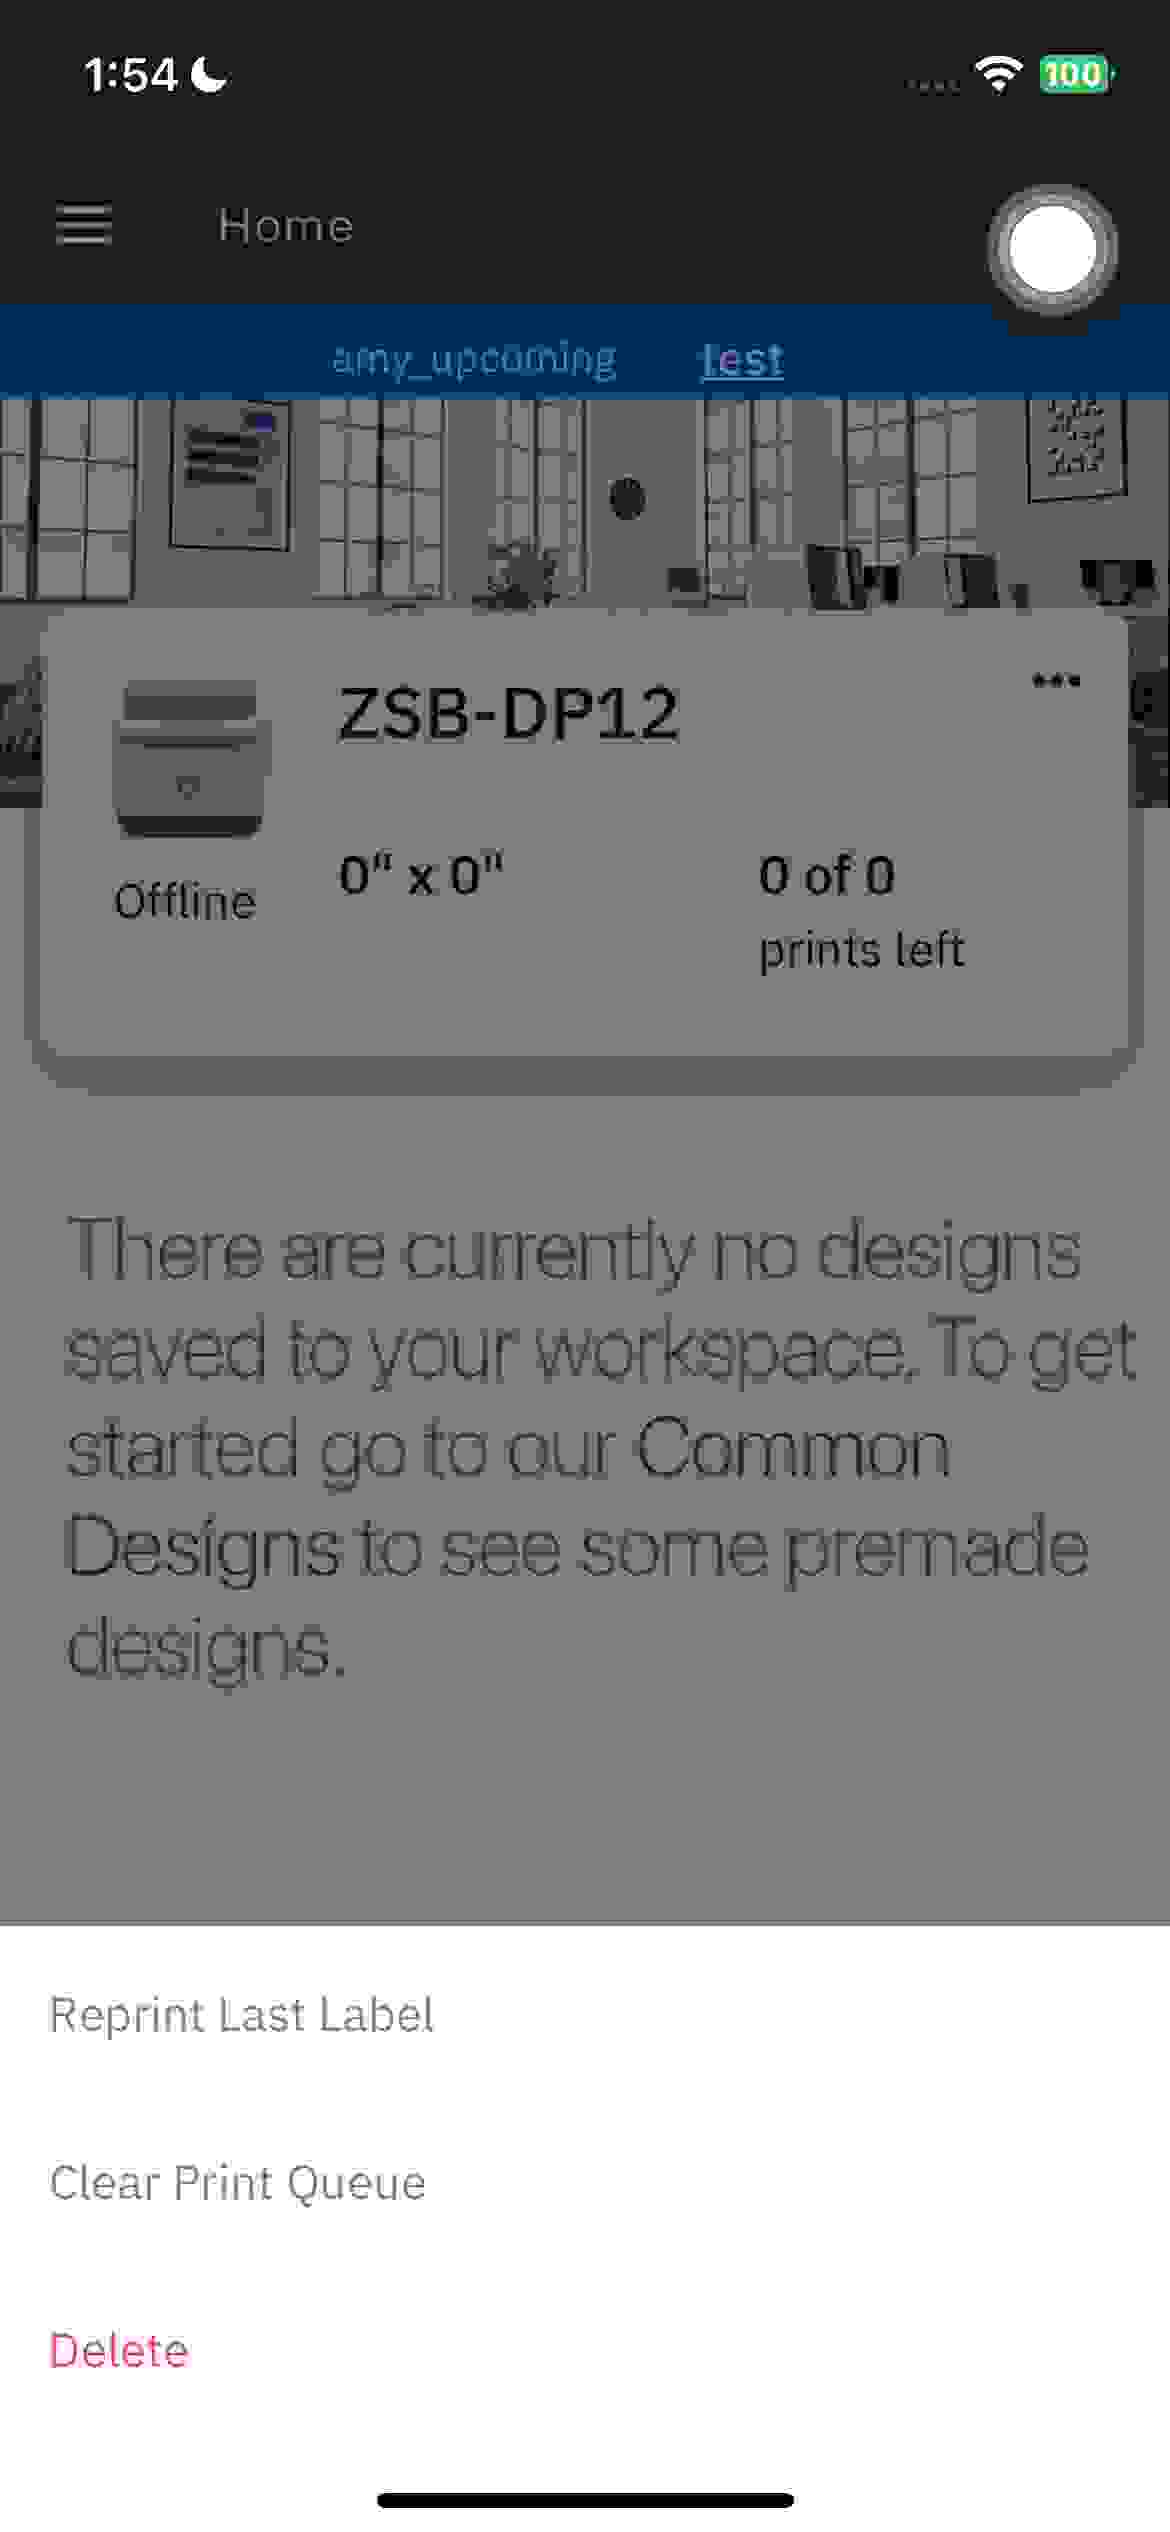 1:54
100
Home
amy_upcoming test
ZSB-DP12
0" x 0"
0 of 0
Offline
prints left
There are currently no designs
saved to your workspace. To get
started go to our Common
Designs to see some premade
designs.
Reprint Last Label
Clear Print Queue
Delete